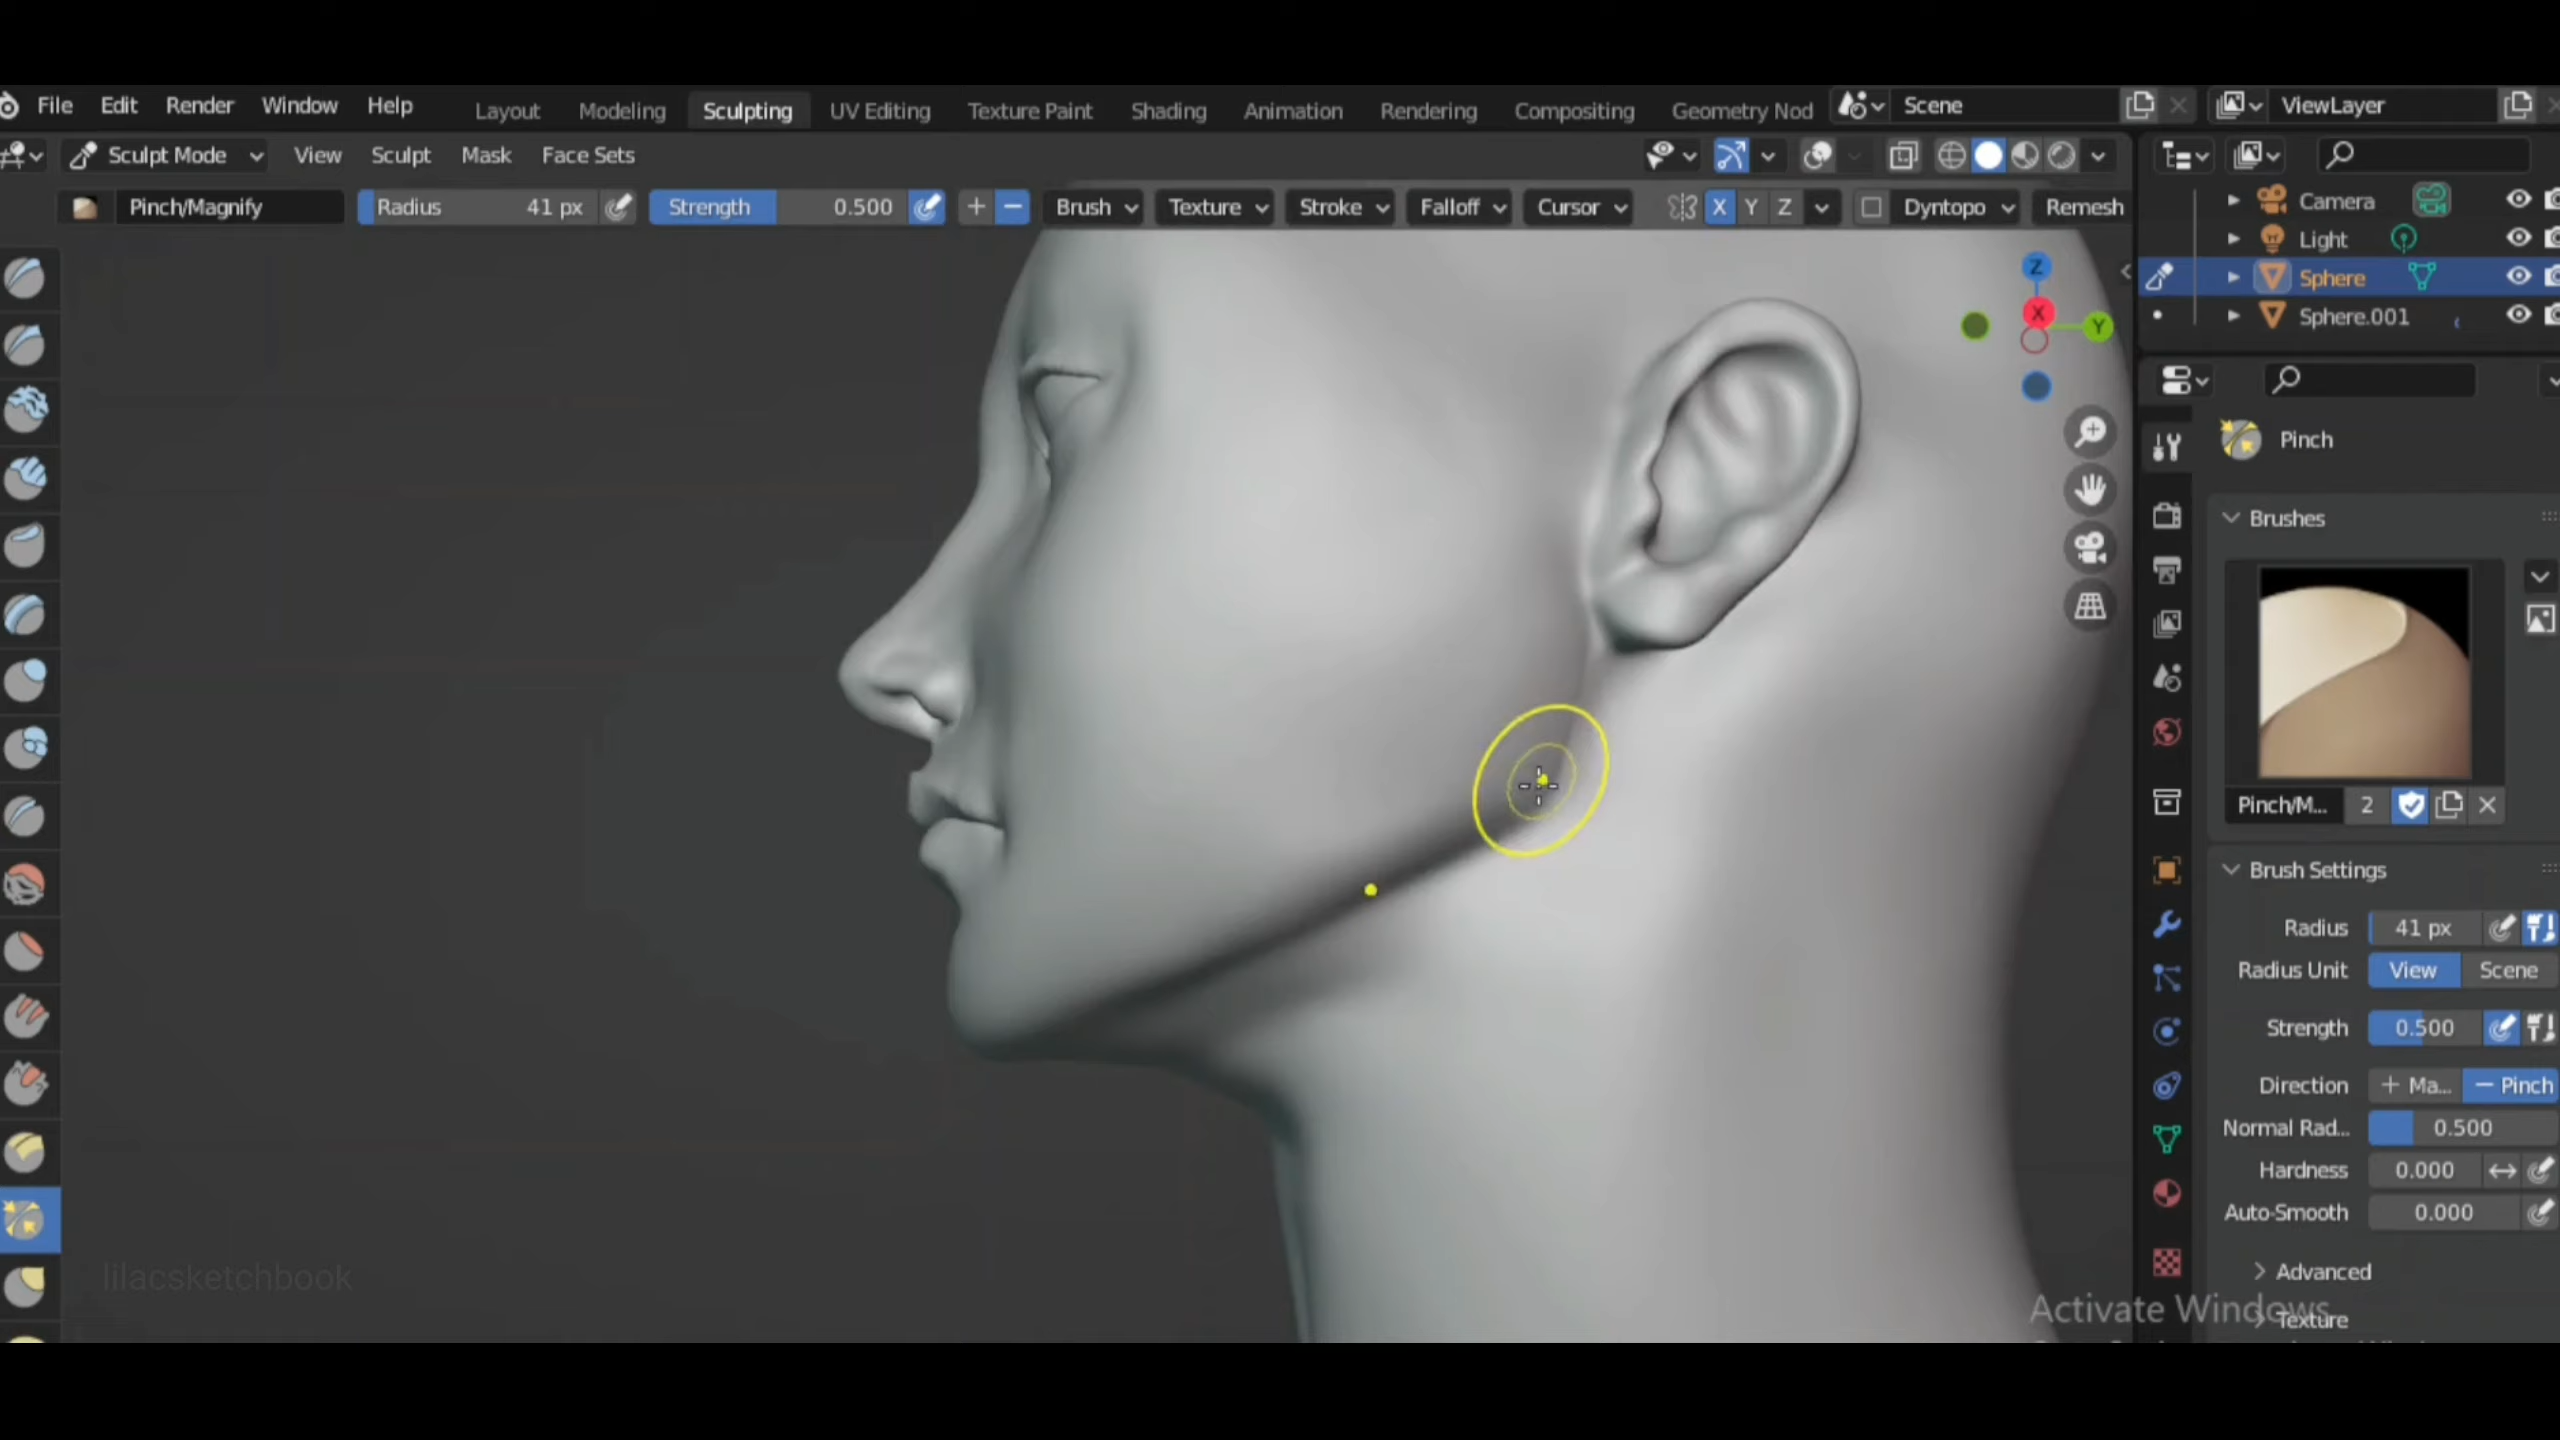 File Edit Render Window Help Layout Modeling Sculpting UV Editing Texture Paint Shading Animation Rendering Compositing Geometry Nod Scene ViewLayer
Sculpt Mode View Sculpt Mask Face Sets
Pinch/Magnify Radius 41 px Strength 0.500 + − Brush Texture Stroke Falloff Cursor X Y Z Dyntopo Remesh
Camera
Light
Sphere
Sphere.001
Z
X
Y
Pinch
Brushes
Pinch/M... 2
Brush Settings
Radius 41 px
Radius Unit View Scene
Strength 0.500
Direction + Ma... − Pinch
Normal Rad... 0.500
Hardness 0.000
Auto-Smooth 0.000
Advanced
Texture
lilacsketchbook
Activate Windows